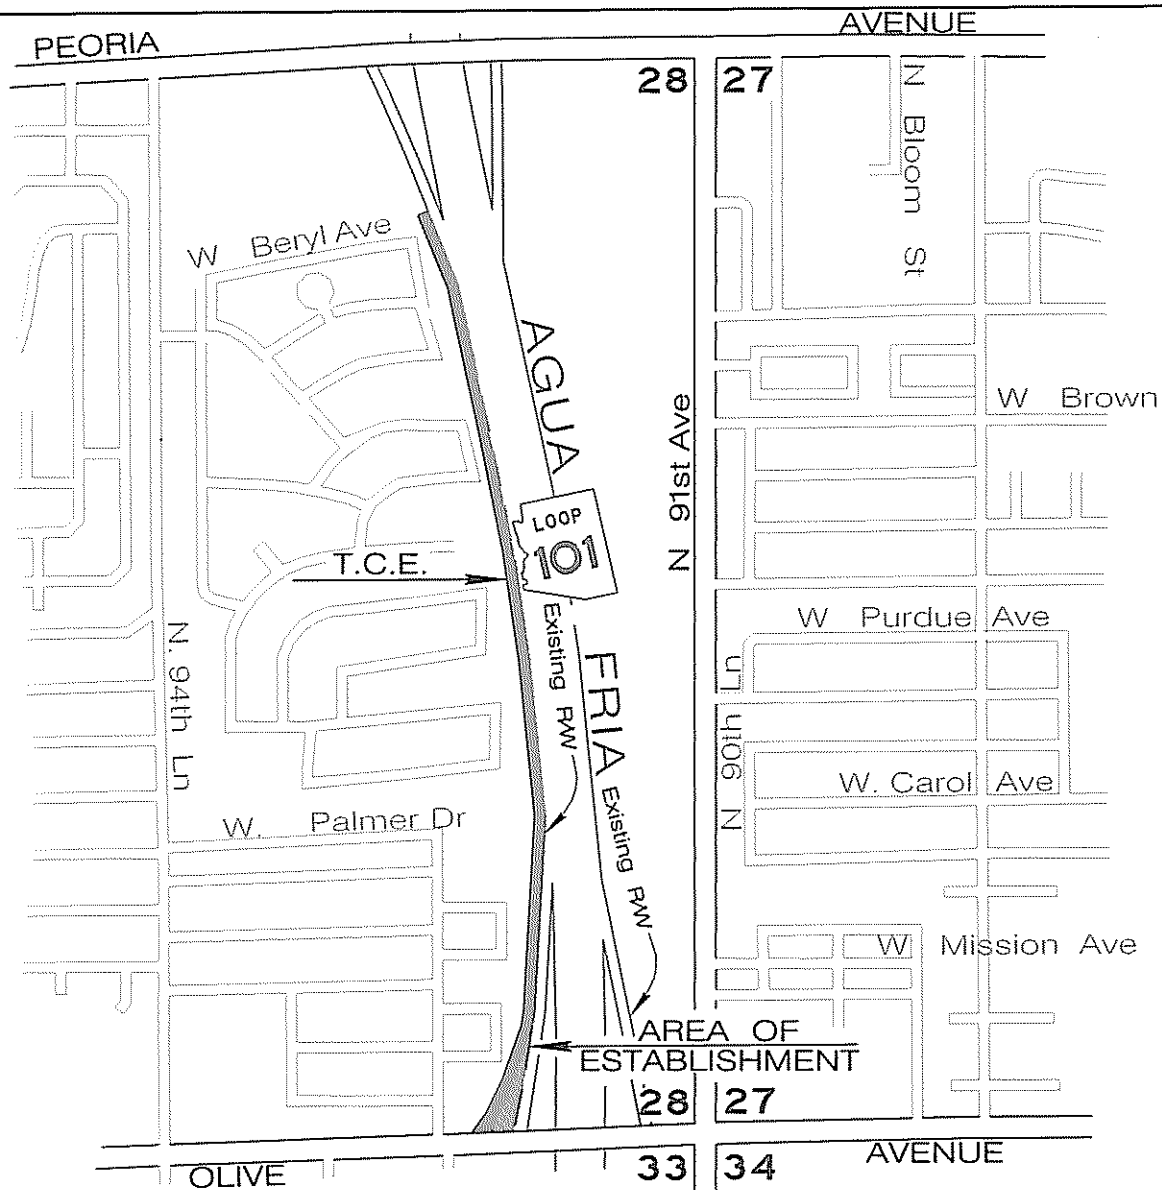 PEORIA AVENUE
28 27
N Bloom St
W Beryl Ave
AGUA
W Brown
N 91st Ave
LOOP
101
T.C.E.
Existing R/W
W Purdue Ave
FRIA
N. 94th Ln
N 90th Ln
W. Carol Ave
Existing R/W
W. Palmer Dr
W Mission Ave
AREA OF
ESTABLISHMENT
28 27
OLIVE AVENUE
33 34